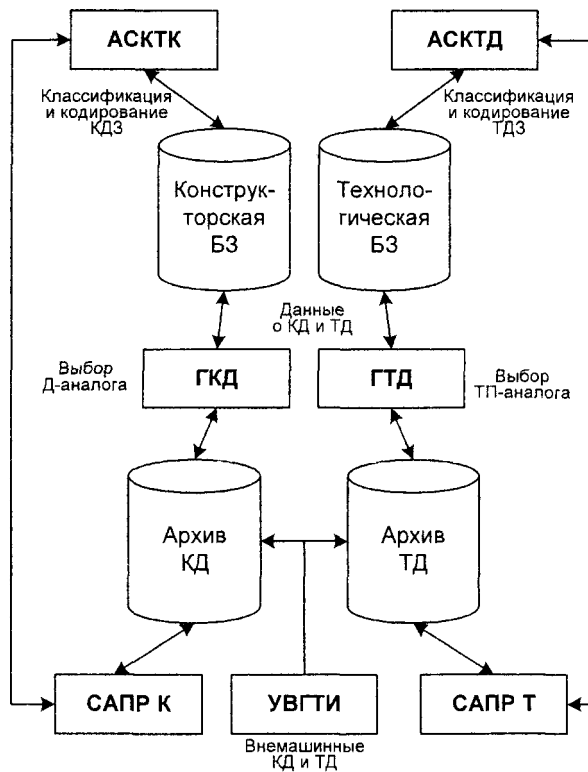 АСКТК
АСКТД
Классификация
и кодирование
КДЗ
Классификация
и кодирование
ТДЗ
Конструк-
торская
БЗ
Техноло-
гическая
БЗ
Данные
о КД и ТД
Выбор
Д-аналога
ГКД
ГТД
Выбор
ТП-аналога
Архив
КД
Архив
ТД
САПР К
УВГТИ
САПР Т
Внемашинные
КД и ТД